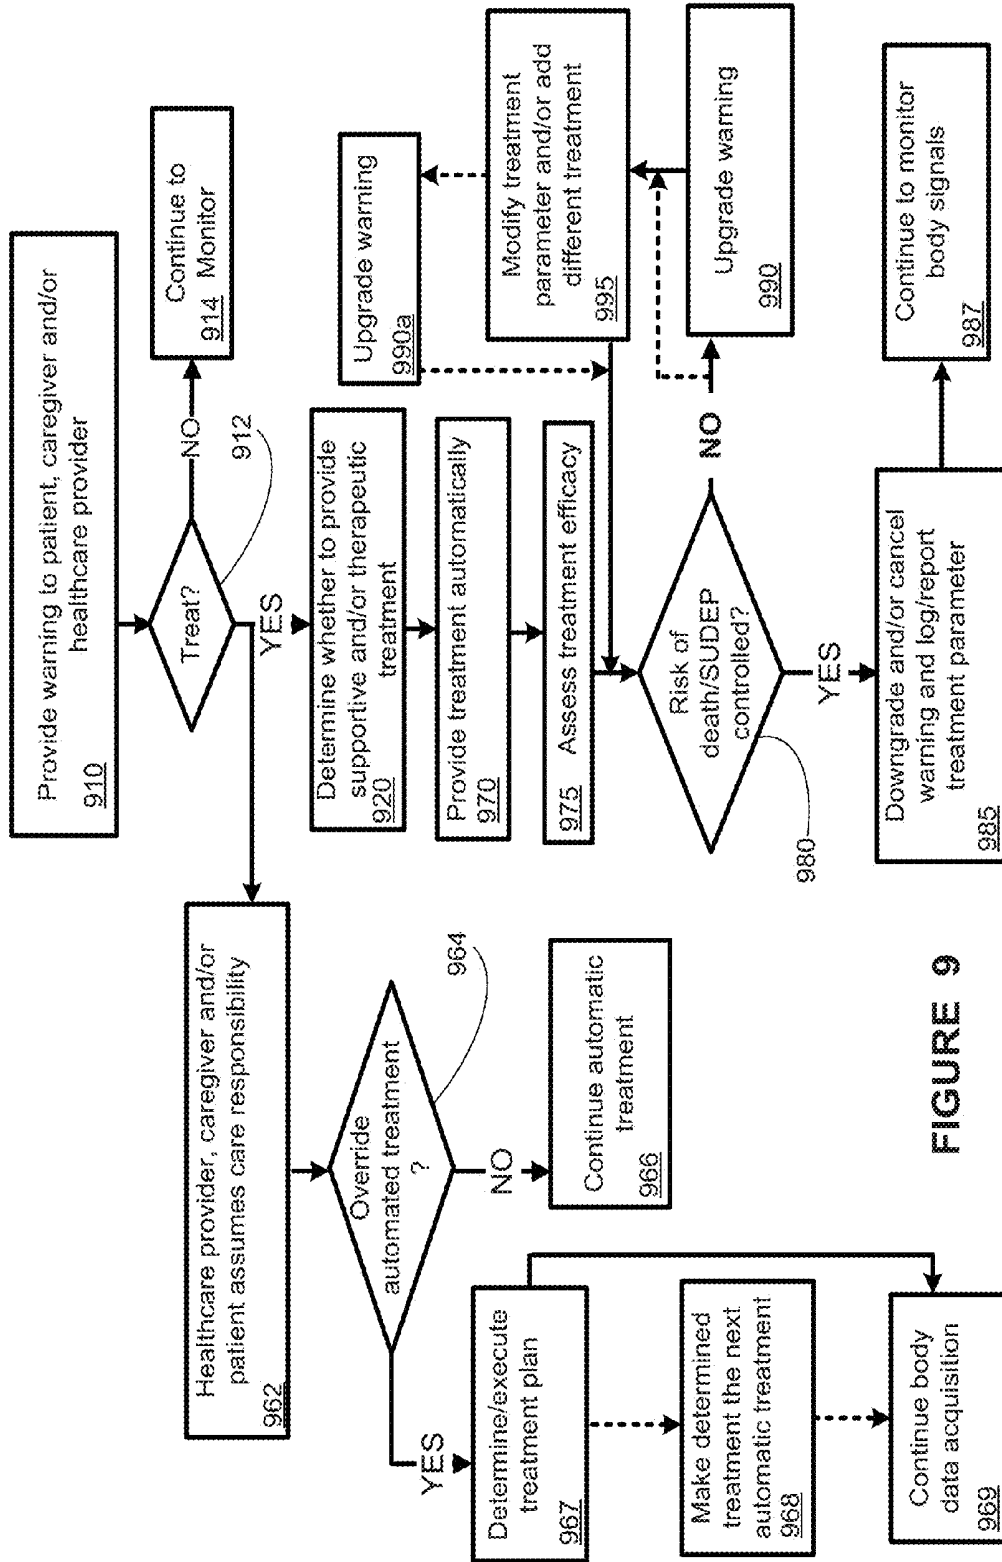 Provide warning to patient, caregiver and/or
910 healthcare provider
Treat?
912
NO
Continue to
914 Monitor
YES
Determine whether to provide
supportive and/or therapeutic
920 treatment
Provide treatment automatically
970
975 Assess treatment efficacy
Risk of
death/SUDEP
controlled?
980
NO
Upgrade warning
990
Modify treatment
parameter and/or add
different treatment
995
Upgrade warning
990a
YES
Downgrade and/or cancel
warning and log/report
treatment parameter
985
Continue to monitor
body signals
987
Healthcare provider, caregiver and/or
patient assumes care responsibility
962
Override
automated treatment
?
964
NO
Continue automatic
treatment
966
YES
Determine/execute
treatment plan
967
Make determined
treatment the next
automatic treatment
968
Continue body
data acquisition
969
FIGURE 9